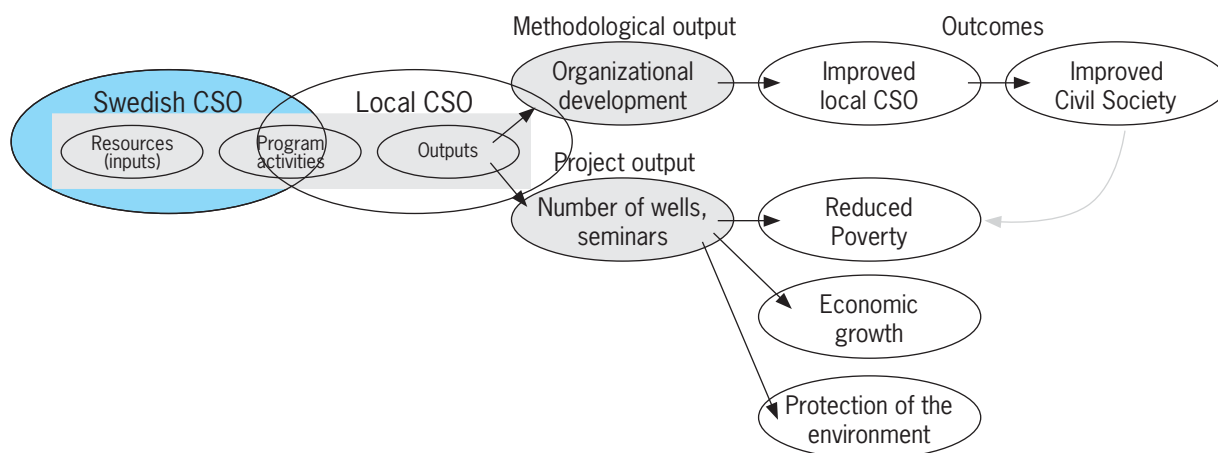 Methodological output
Outcomes
Organizational
development
Improved
local CSO
Improved
Civil Society
Swedish CSO
Local CSO
Resources
(inputs)
Program
activities
Outputs
Project output
Number of wells,
seminars
Reduced
Poverty
Economic
growth
Protection of the
environment